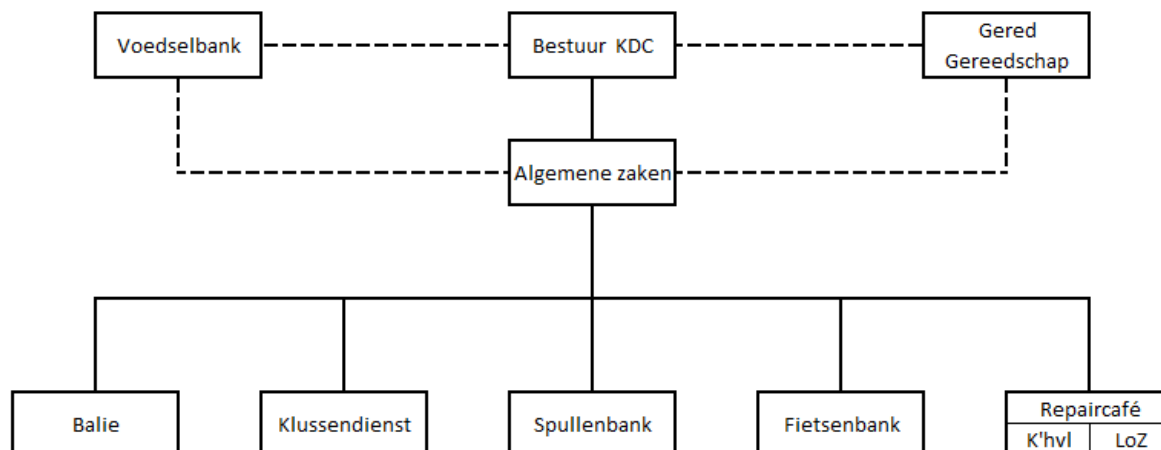 Voedselbank
Bestuur KDC
Gered
Gereedschap
Algemene zaken
Balie
Klussendienst
Spullenbank
Fietsenbank
Repaircafé
K'hvl
LoZ